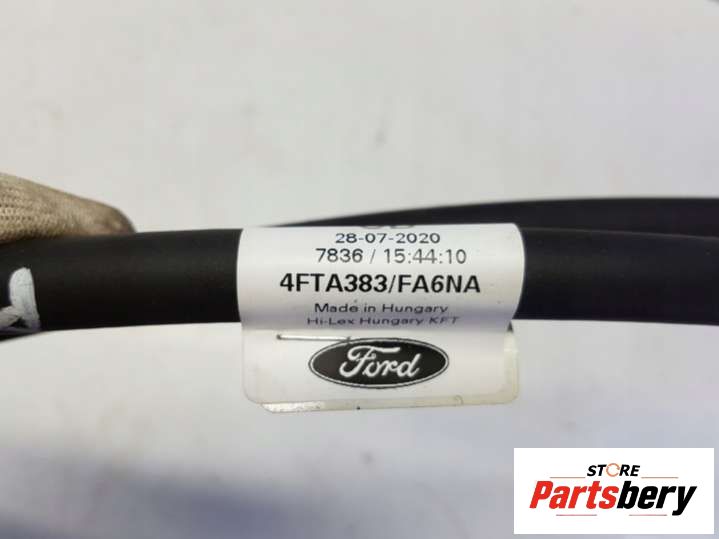 28-07-2020
7836 / 15:44:10
4FTA383/FA6NA
Made in Hungary
Hi-Lex Hungary KFT
Ford
STORE
Partsbery